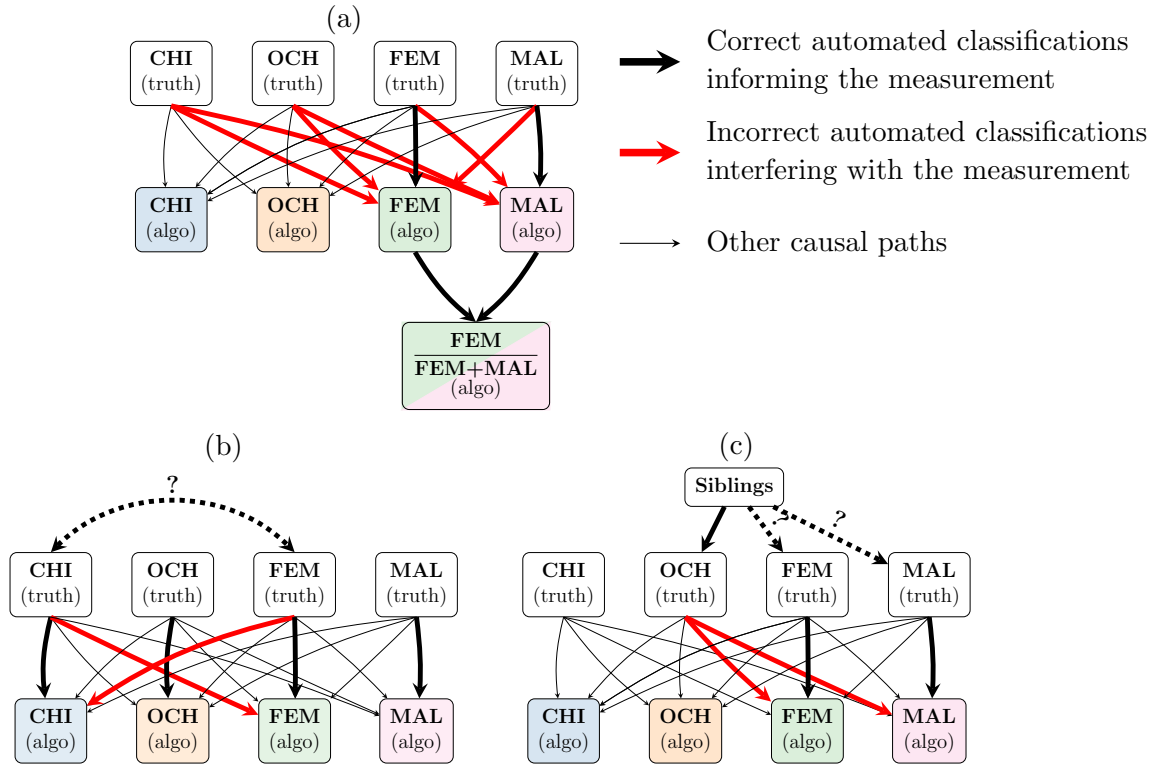 (a)
CHI
(truth)
OCH
(truth)
FEM
(truth)
MAL
(truth)
CHI
(algo)
OCH
(algo)
FEM
(algo)
MAL
(algo)
FEM
FEM+MAL
(algo)
Correct automated classifications
informing the measurement
Incorrect automated classifications
interfering with the measurement
Other causal paths
(b)
?
CHI
(truth)
OCH
(truth)
FEM
(truth)
MAL
(truth)
CHI
(algo)
OCH
(algo)
FEM
(algo)
MAL
(algo)
(c)
Siblings
?
?
CHI
(truth)
OCH
(truth)
FEM
(truth)
MAL
(truth)
CHI
(algo)
OCH
(algo)
FEM
(algo)
MAL
(algo)